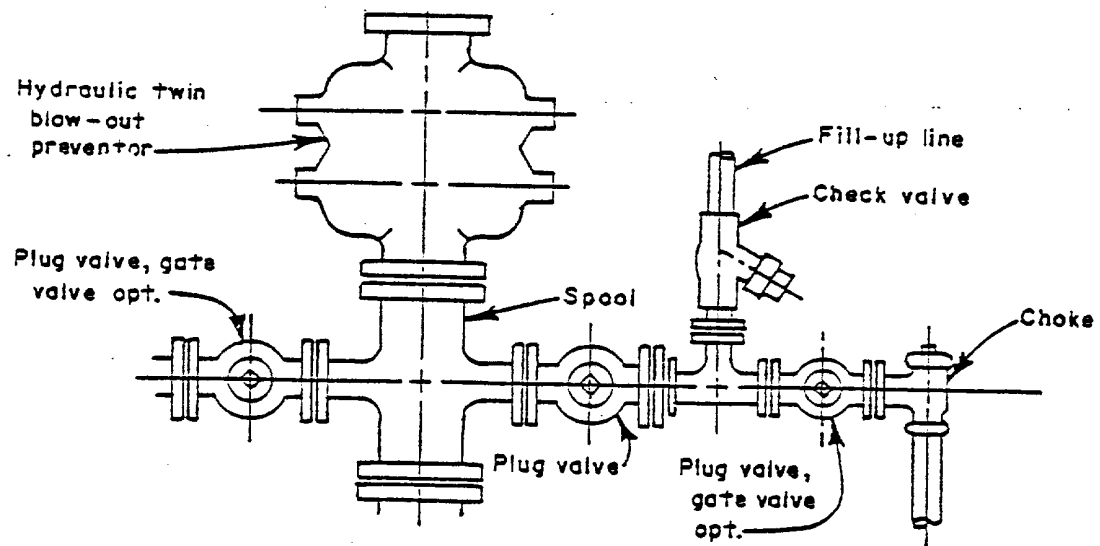 Hydraulic twin
blow-out
preventor
Fill-up line
Check valve
Plug valve, gate
valve opt.
Spool
Choke
Plug valve
Plug valve,
gate valve
opt.